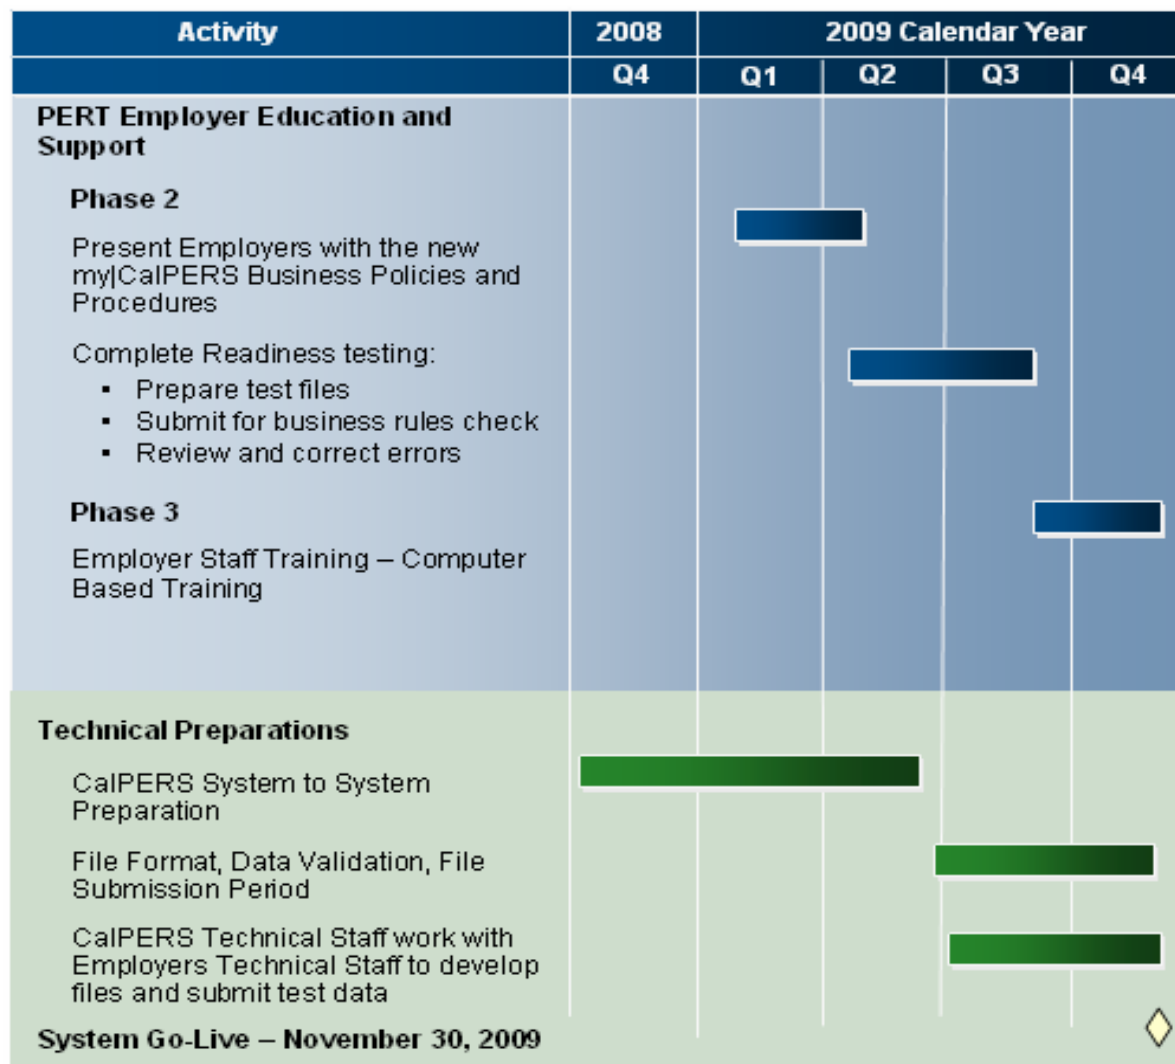 Activity 2008 2009 Calendar Year
Q4 Q1 Q2 Q3 Q4
PERT Employer Education and
Support
Phase 2
Present Employers with the new
my|CalPERS Business Policies and
Procedures
Complete Readiness testing:
▪ Prepare test files
▪ Submit for business rules check
▪ Review and correct errors
Phase 3
Employer Staff Training – Computer
Based Training
Technical Preparations
CalPERS System to System
Preparation
File Format, Data Validation, File
Submission Period
CalPERS Technical Staff work with
Employers Technical Staff to develop
files and submit test data
System Go-Live – November 30, 2009